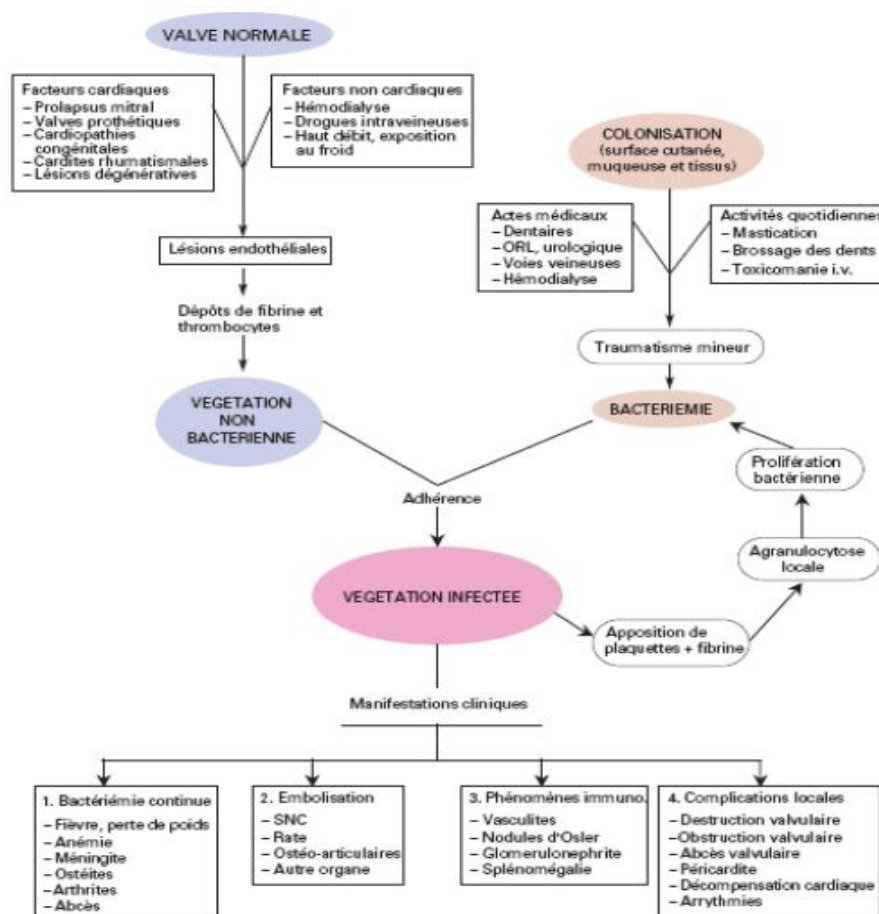 VALVE NORMALE
Facteurs cardiaques
– Prolapsus mitral
– Valves prothétiques
– Cardiopathies
congénitales
– Cardites rhumatismales
– Lésions dégénératives
Facteurs non cardiaques
– Hémodialyse
– Drogues intraveineuses
– Haut débit, exposition
au froid
Lésions endothéliales
Dépôts de fibrine et
thrombocytes
VEGETATION
NON
BACTERIENNE
COLONISATION
(surface cutanée,
muqueuse et tissus)
Actes médicaux
– Dentaires
– ORL, urologique
– Voies veineuses
– Hémodialyse
Activités quotidiennes
– Mastication
– Brossage des dents
– Toxicomanie i.v.
Traumatisme mineur
BACTERIEMIE
Prolifération
bactérienne
Agranulocytose
locale
Adhérence
VEGETATION INFECTEE
Apposition de
plaquettes + fibrine
Manifestations cliniques
1. Bactériémie continue
– Fièvre, perte de poids
– Anémie
– Méningite
– Ostéites
– Arthrites
– Abcès
2. Embolisation
– SNC
– Rate
– Ostéo-articulaires
– Autre organe
3. Phénomènes immuno.
– Vasculites
– Nodules d'Osler
– Glomerulonephrite
– Splénomégalie
4. Complications locales
– Destruction valvulaire
– Obstruction valvulaire
– Abcès valvulaire
– Péricardite
– Décompensation cardiaque
– Arrythmies